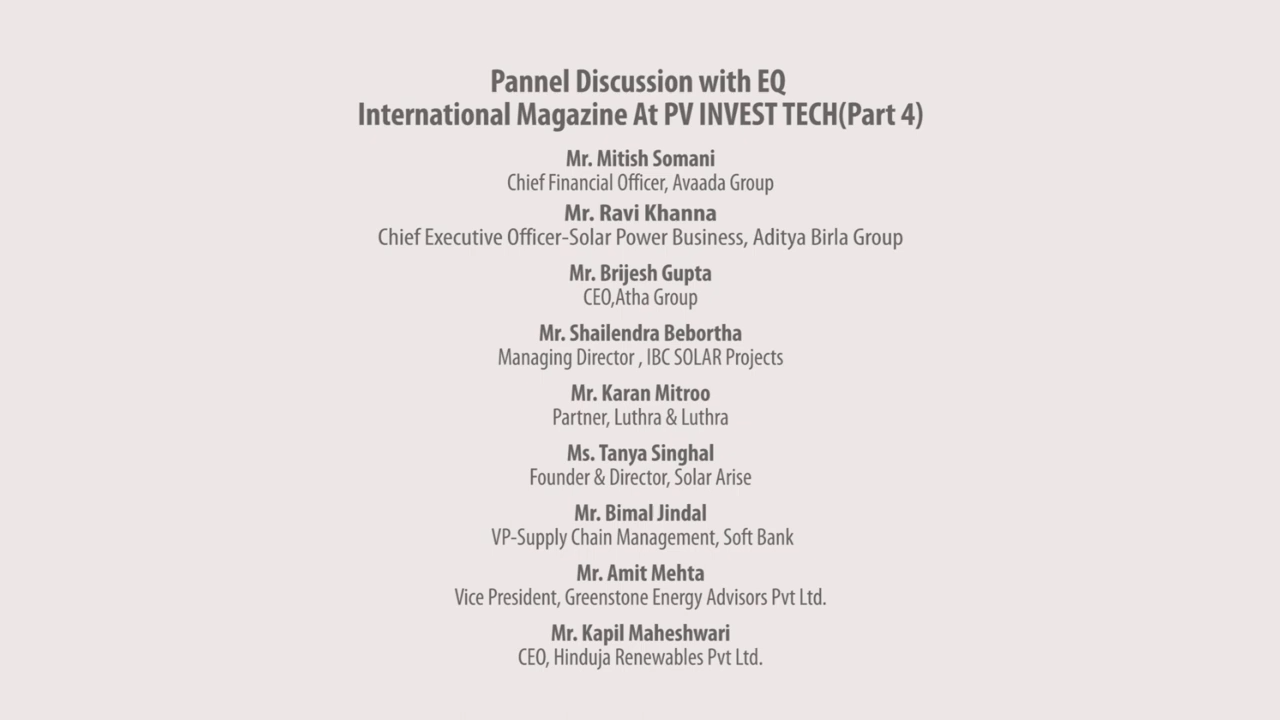 Pannel Discussion with EQ
International Magazine At PV INVEST TECH(Part 4)
Mr. Mitish Somani
Chief Financial Officer, Avaada Group
Mr. Ravi Khanna
Chief Executive Officer-Solar Power Business, Aditya Birla Group
Mr. Brijesh Gupta
CEO,Atha Group
Mr. Shailendra Bebortha
Managing Director , IBC SOLAR Projects
Mr. Karan Mitroo
Partner, Luthra & Luthra
Ms. Tanya Singhal
Founder & Director, Solar Arise
Mr. Bimal Jindal
VP-Supply Chain Management, Soft Bank
Mr. Amit Mehta
Vice President, Greenstone Energy Advisors Pvt Ltd.
Mr. Kapil Maheshwari
CEO, Hinduja Renewables Pvt Ltd.